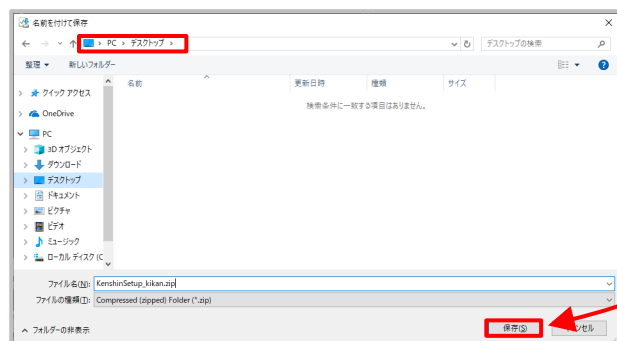 名前を付けて保存
PC › デスクトップ ›
デスクトップの検索
整理 新しいフォルダー
名前 更新日時 種類 サイズ
検索条件に一致する項目はありません。
クイック アクセス
OneDrive
PC
3D オブジェクト
ダウンロード
デスクトップ
ドキュメント
ピクチャ
ビデオ
ミュージック
ローカル ディスク (C
ファイル名(N): KenshinSetup_kikan.zip
ファイルの種類(T): Compressed (zipped) Folder (*.zip)
フォルダーの非表示
保存(S) ンセル